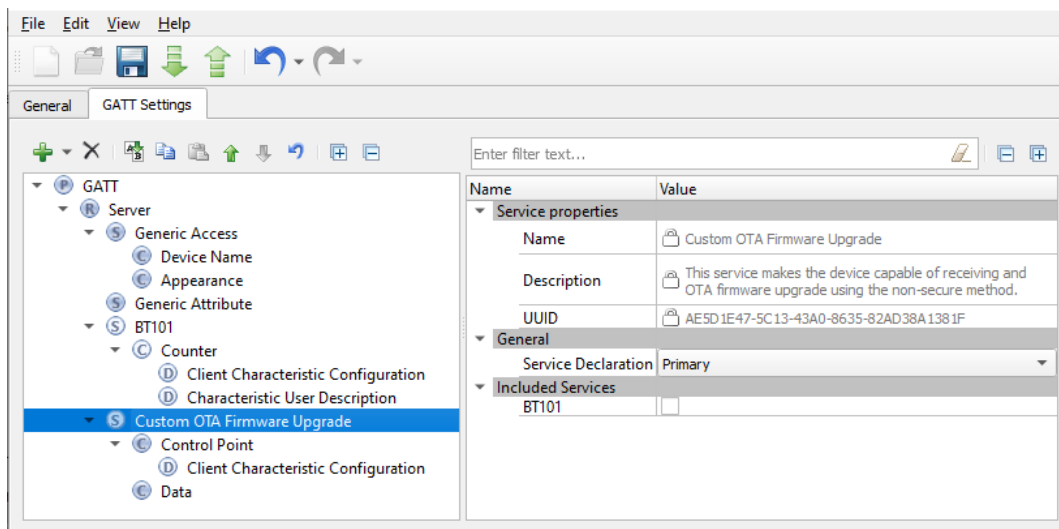 File Edit View Help
General GATT Settings
Enter filter text...
P GATT
R Server
S Generic Access
C Device Name
C Appearance
S Generic Attribute
S BT101
C Counter
D Client Characteristic Configuration
D Characteristic User Description
S Custom OTA Firmware Upgrade
C Control Point
D Client Characteristic Configuration
C Data
Name Value
Service properties
Name Custom OTA Firmware Upgrade
Description This service makes the device capable of receiving and
OTA firmware upgrade using the non-secure method.
UUID AE5D1E47-5C13-43A0-8635-82AD38A1381F
General
Service Declaration Primary
Included Services
BT101